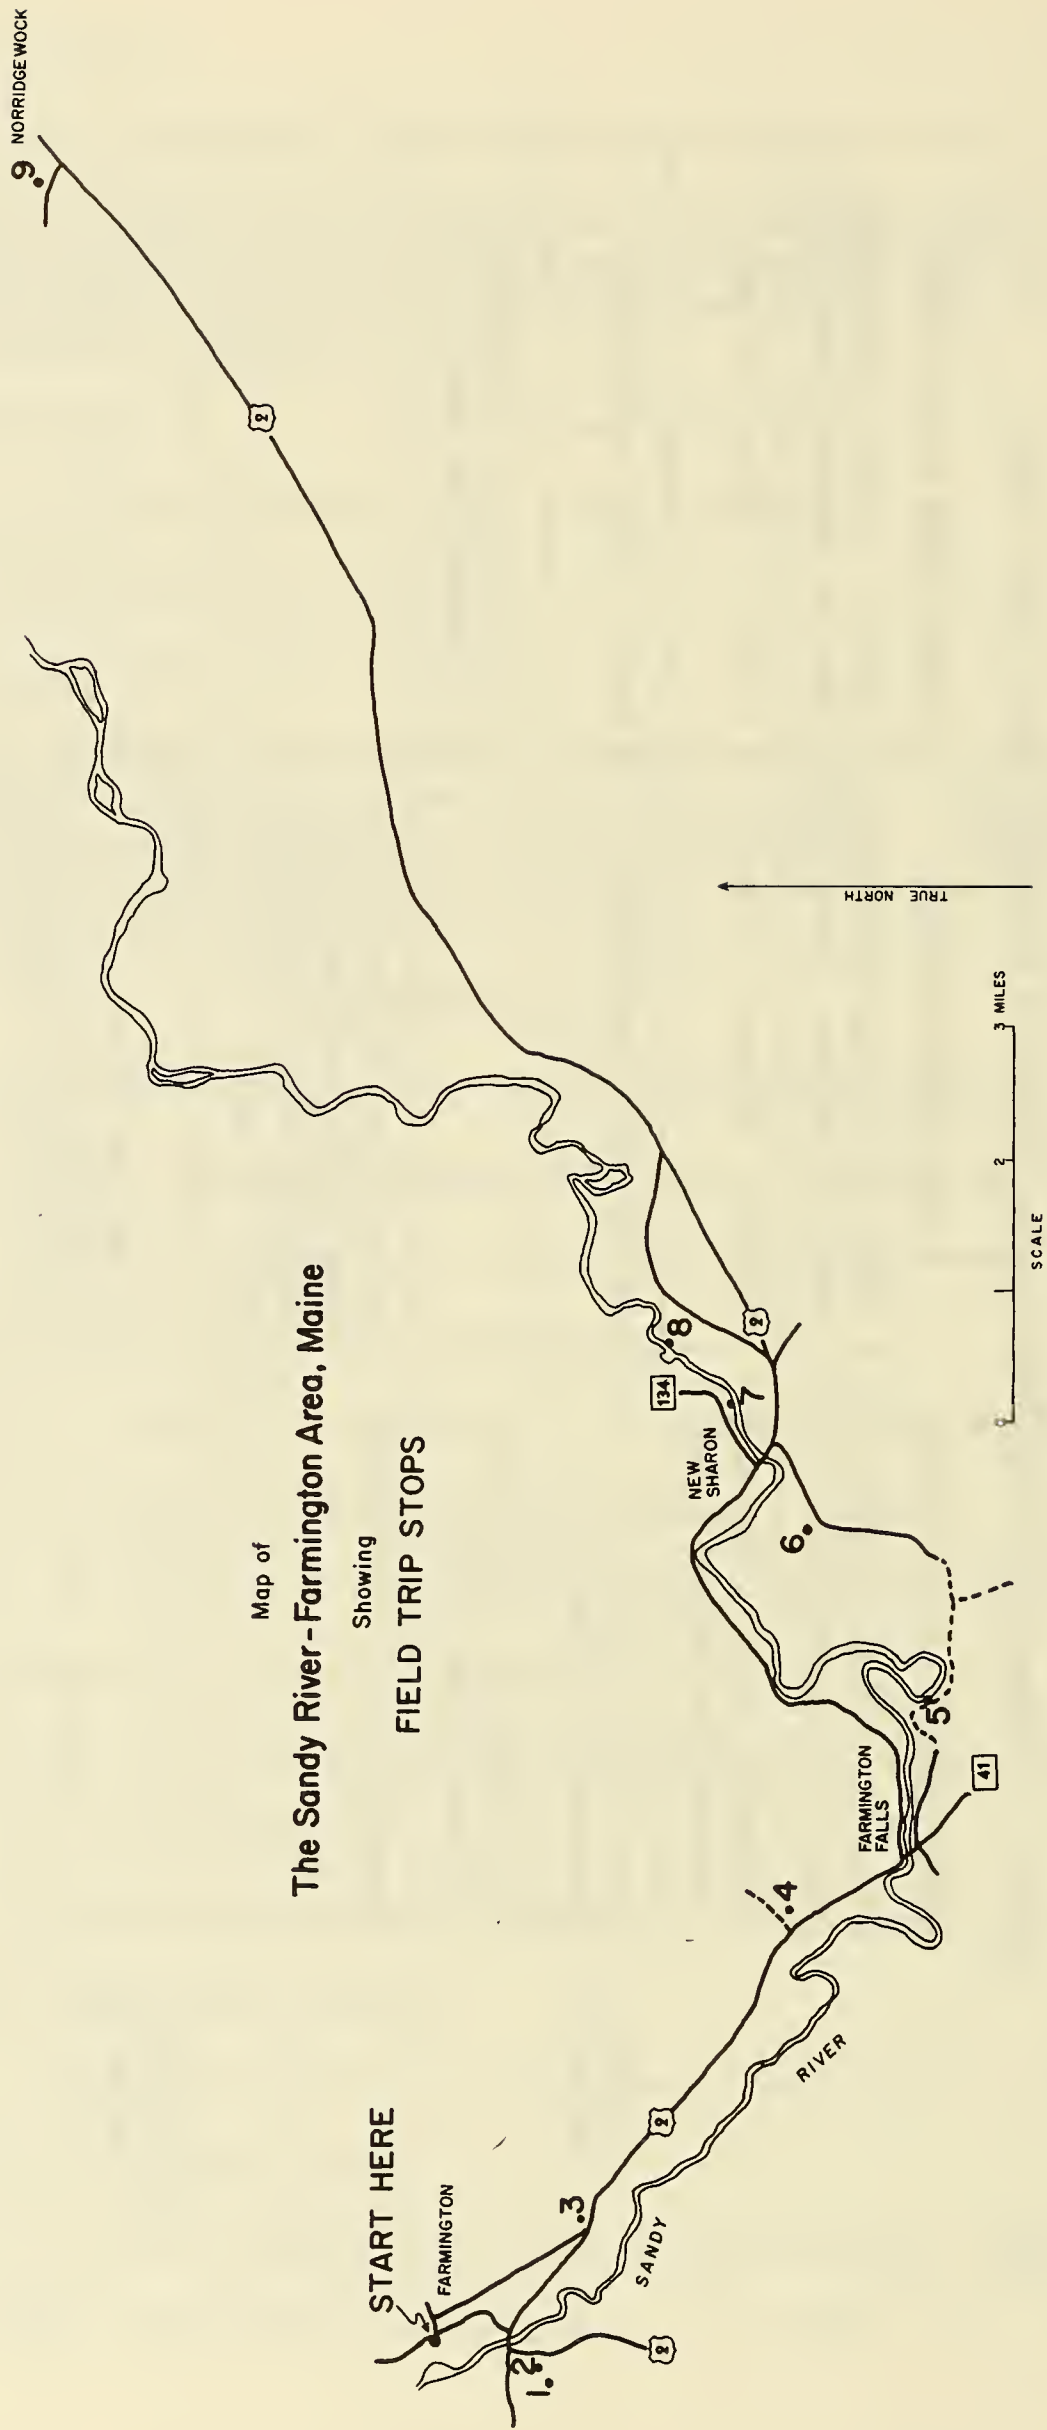 Map of
The Sandy River-Farmington Area, Maine
Showing
FIELD TRIP STOPS
START HERE
FARMINGTON
1.
2
2
SANDY
.3
2
RIVER
.4
FARMINGTON
FALLS
41
5
6
NEW
SHARON
134
7
8
2
2
9
NORRIDGEWOCK
TRUE NORTH
0
1
2
3 MILES
SCALE